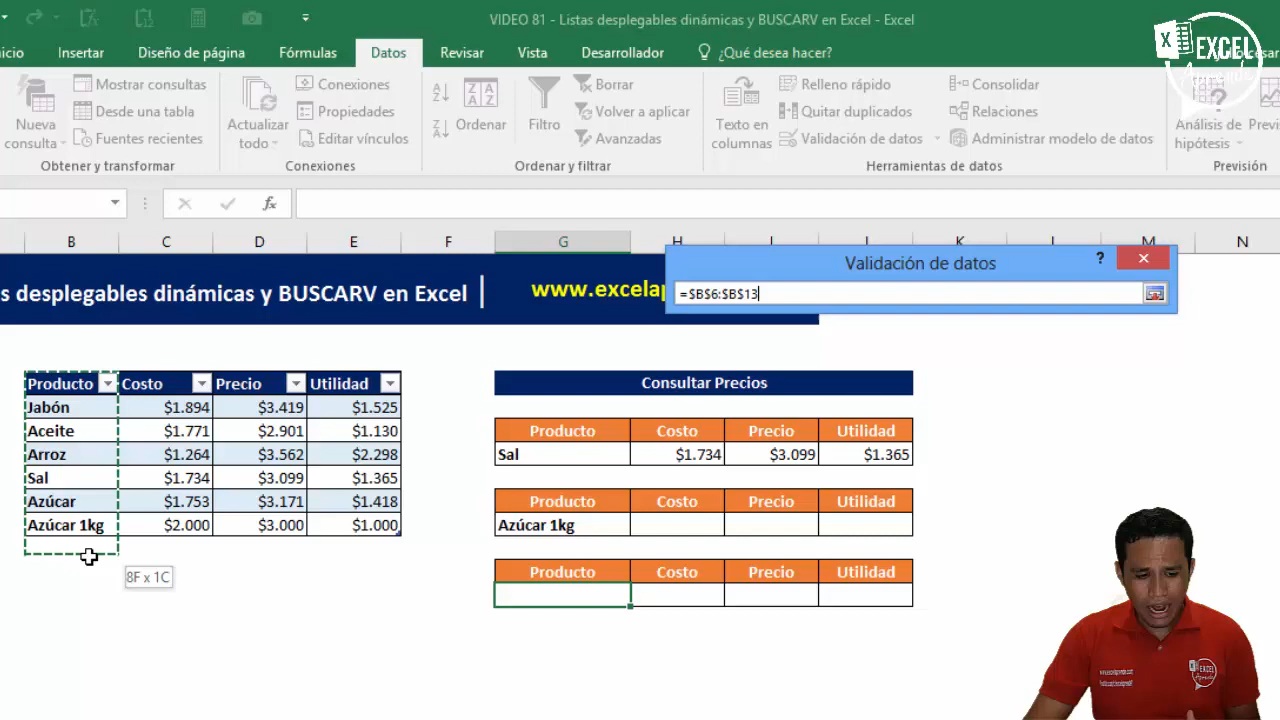 VIDEO 81 - Listas desplegables dinámicas y BUSCARV en Excel - Excel
EXCEL
Aprende
icio Insertar Diseño de página Fórmulas Datos Revisar Vista Desarrollador ¿Qué desea hacer?
Nueva consulta
Mostrar consultas
Desde una tabla
Fuentes recientes
Obtener y transformar
Actualizar todo
Conexiones
Propiedades
Editar vínculos
Conexiones
Ordenar
Filtro
Borrar
Volver a aplicar
Avanzadas
Ordenar y filtrar
Texto en columnas
Relleno rápido
Quitar duplicados
Validación de datos
Consolidar
Relaciones
Administrar modelo de datos
Herramientas de datos
Análisis de hipótesis
Previ
Previsión
fx
B C D E F G H I J K L M N
Validación de datos
?
=$B$6:$B$13
s desplegables dinámicas y BUSCARV en Excel | www.excelap
Producto Costo Precio Utilidad
Jabón $1.894 $3.419 $1.525
Aceite $1.771 $2.901 $1.130
Arroz $1.264 $3.562 $2.298
Sal $1.734 $3.099 $1.365
Azúcar $1.753 $3.171 $1.418
Azúcar 1kg $2.000 $3.000 $1.000
8F x 1C
Consultar Precios
Producto Costo Precio Utilidad
Sal $1.734 $3.099 $1.365
Producto Costo Precio Utilidad
Azúcar 1kg
Producto Costo Precio Utilidad
EXCEL
Aprende